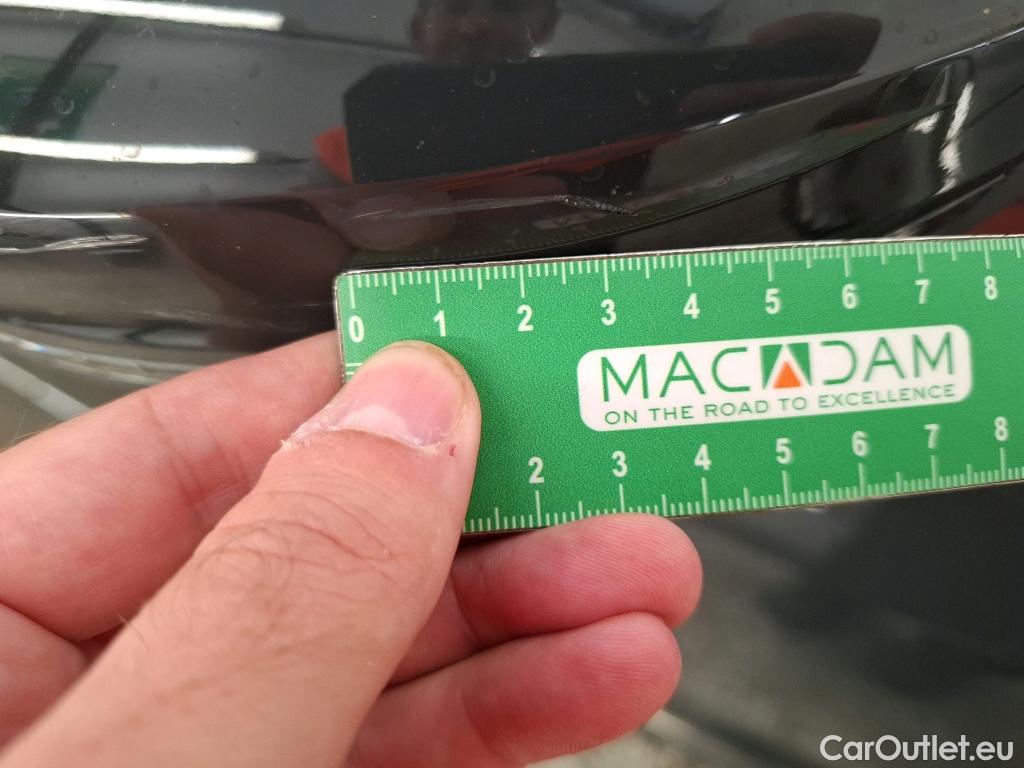 0 1 2 3 4 5 6 7 8
MACADAM
ON THE ROAD TO EXCELLENCE
2 3 4 5 6 7 8
CarOutlet.eu